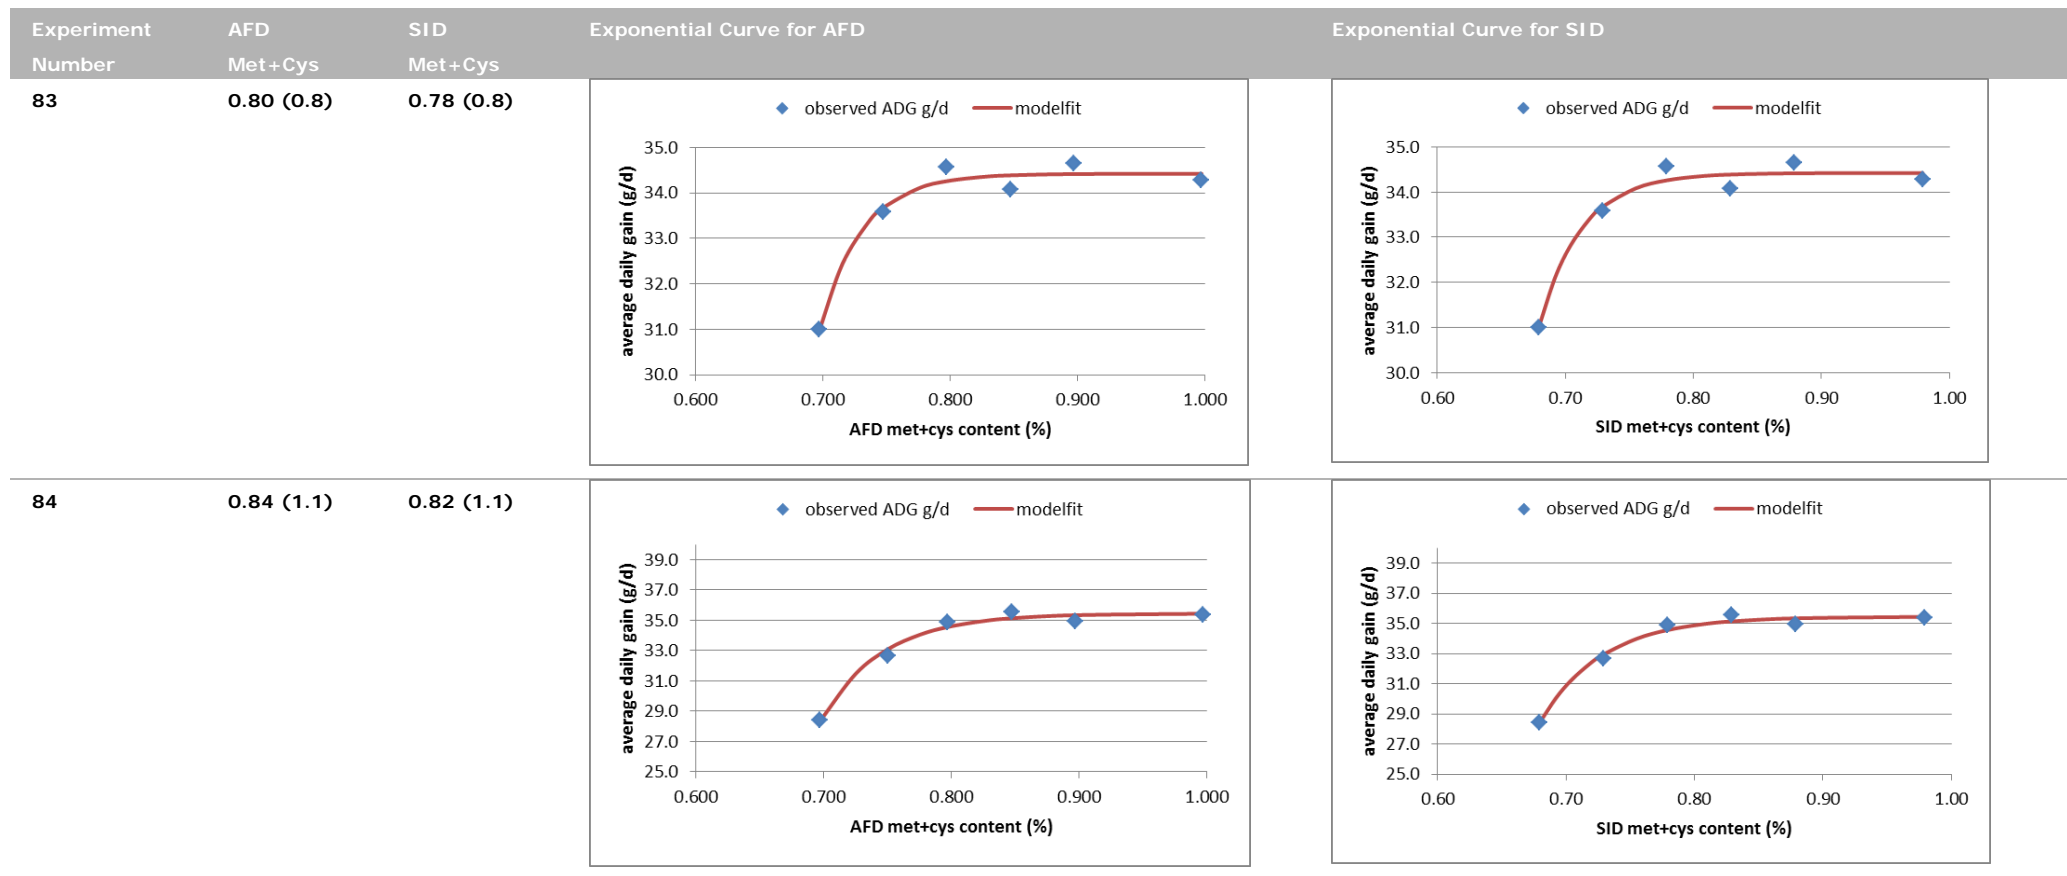 Experiment AFD SID Exponential Curve for AFD Exponential Curve for SID
Number Met+Cys Met+Cys
83 0.80 (0.8) 0.78 (0.8)
observed ADG g/d modelfit
35.0
34.0
33.0
32.0
31.0
30.0
average daily gain (g/d)
0.600 0.700 0.800 0.900 1.000
AFD met+cys content (%)
observed ADG g/d modelfit
35.0
34.0
33.0
32.0
31.0
30.0
average daily gain (g/d)
0.60 0.70 0.80 0.90 1.00
SID met+cys content (%)
84 0.84 (1.1) 0.82 (1.1)
observed ADG g/d modelfit
39.0
37.0
35.0
33.0
31.0
29.0
27.0
25.0
average daily gain (g/d)
0.600 0.700 0.800 0.900 1.000
AFD met+cys content (%)
observed ADG g/d modelfit
39.0
37.0
35.0
33.0
31.0
29.0
27.0
25.0
average daily gain (g/d)
0.60 0.70 0.80 0.90 1.00
SID met+cys content (%)